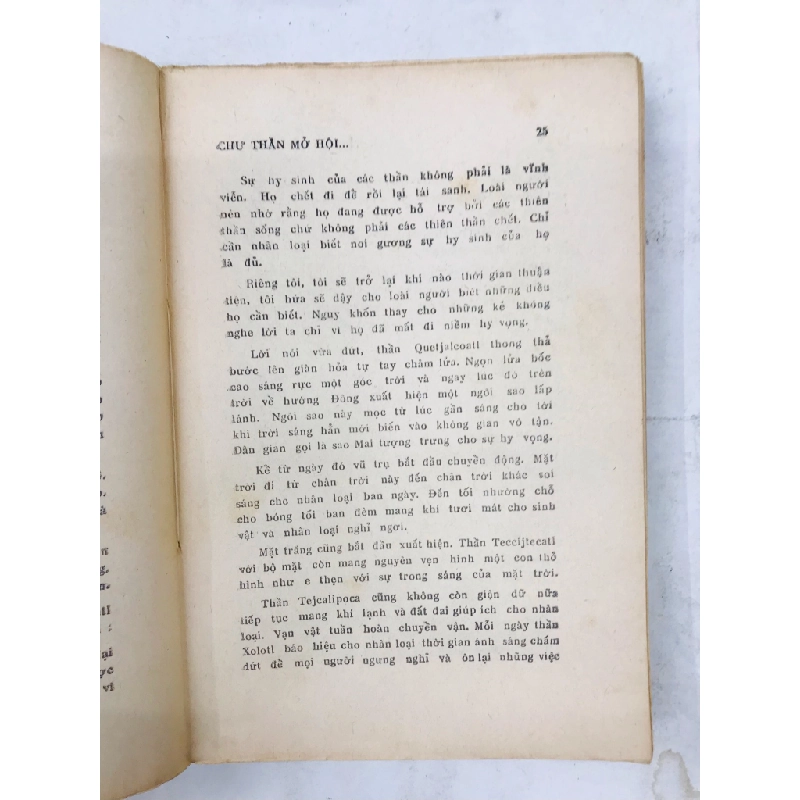 CHƯ THẦN MỞ HỘI...
25
Sự hy sinh của các thần không phải là vĩnh
viễn. Họ chết đi để rồi lại tái sanh. Loài người
nên nhớ rằng họ đang được hỗ trợ bởi các thiên
thần sống chứ không phải các thiên thần chết. Chỉ
cần nhân loại biết noi gương sự hy sinh của họ
là đủ.
Riêng tôi, tôi sẽ trở lại khi nào thời gian thuận
tiện, tôi hứa sẽ dậy cho loài người biết những điều
họ cần biết. Nguy khốn thay cho những kẻ không
nghe lời ta chỉ vì họ đã mất đi niềm hy vọng.
Lời nói vừa dứt, thần Quetjalcoatl thong thả
bước lên giàn hỏa tự tay châm lửa. Ngọn lửa bốc
cao sáng rực một góc trời và ngay lúc đó trên
trời về hướng Đông xuất hiện một ngôi sao lấp
lánh. Ngôi sao này mọc từ lúc gần sáng cho tới
khi trời sáng hẳn mới biến vào không gian vô tận.
Dân gian gọi là sao Mai tượng trưng cho sự hy vọng.
Kể từ ngày đó vũ trụ bắt đầu chuyển động. Mặt
trời đi từ chân trời này đến chân trời khác soi
sáng cho nhân loại ban ngày. Đến tối nhường chỗ
cho bóng tối ban đêm mang khí tươi mát cho sinh
vật và nhân loại nghỉ ngơi.
Mặt trăng cũng bắt đầu xuất hiện. Thần Teccijtecatl
với bộ mặt còn mang nguyên vẹn hình một con thỏ
hình như e thẹn với sự trong sáng của mặt trời.
Thần Tejcalipoca cũng không còn giận dữ nữa
tiếp tục mang khí lạnh và đất đai giúp ích cho nhân
loại. Vạn vật tuần hoàn chuyển vận. Mỗi ngày thần
Xolotl báo hiệu cho nhân loại thời gian ánh sáng chấm
dứt để mọi người ngưng nghỉ và ôn lại những việc